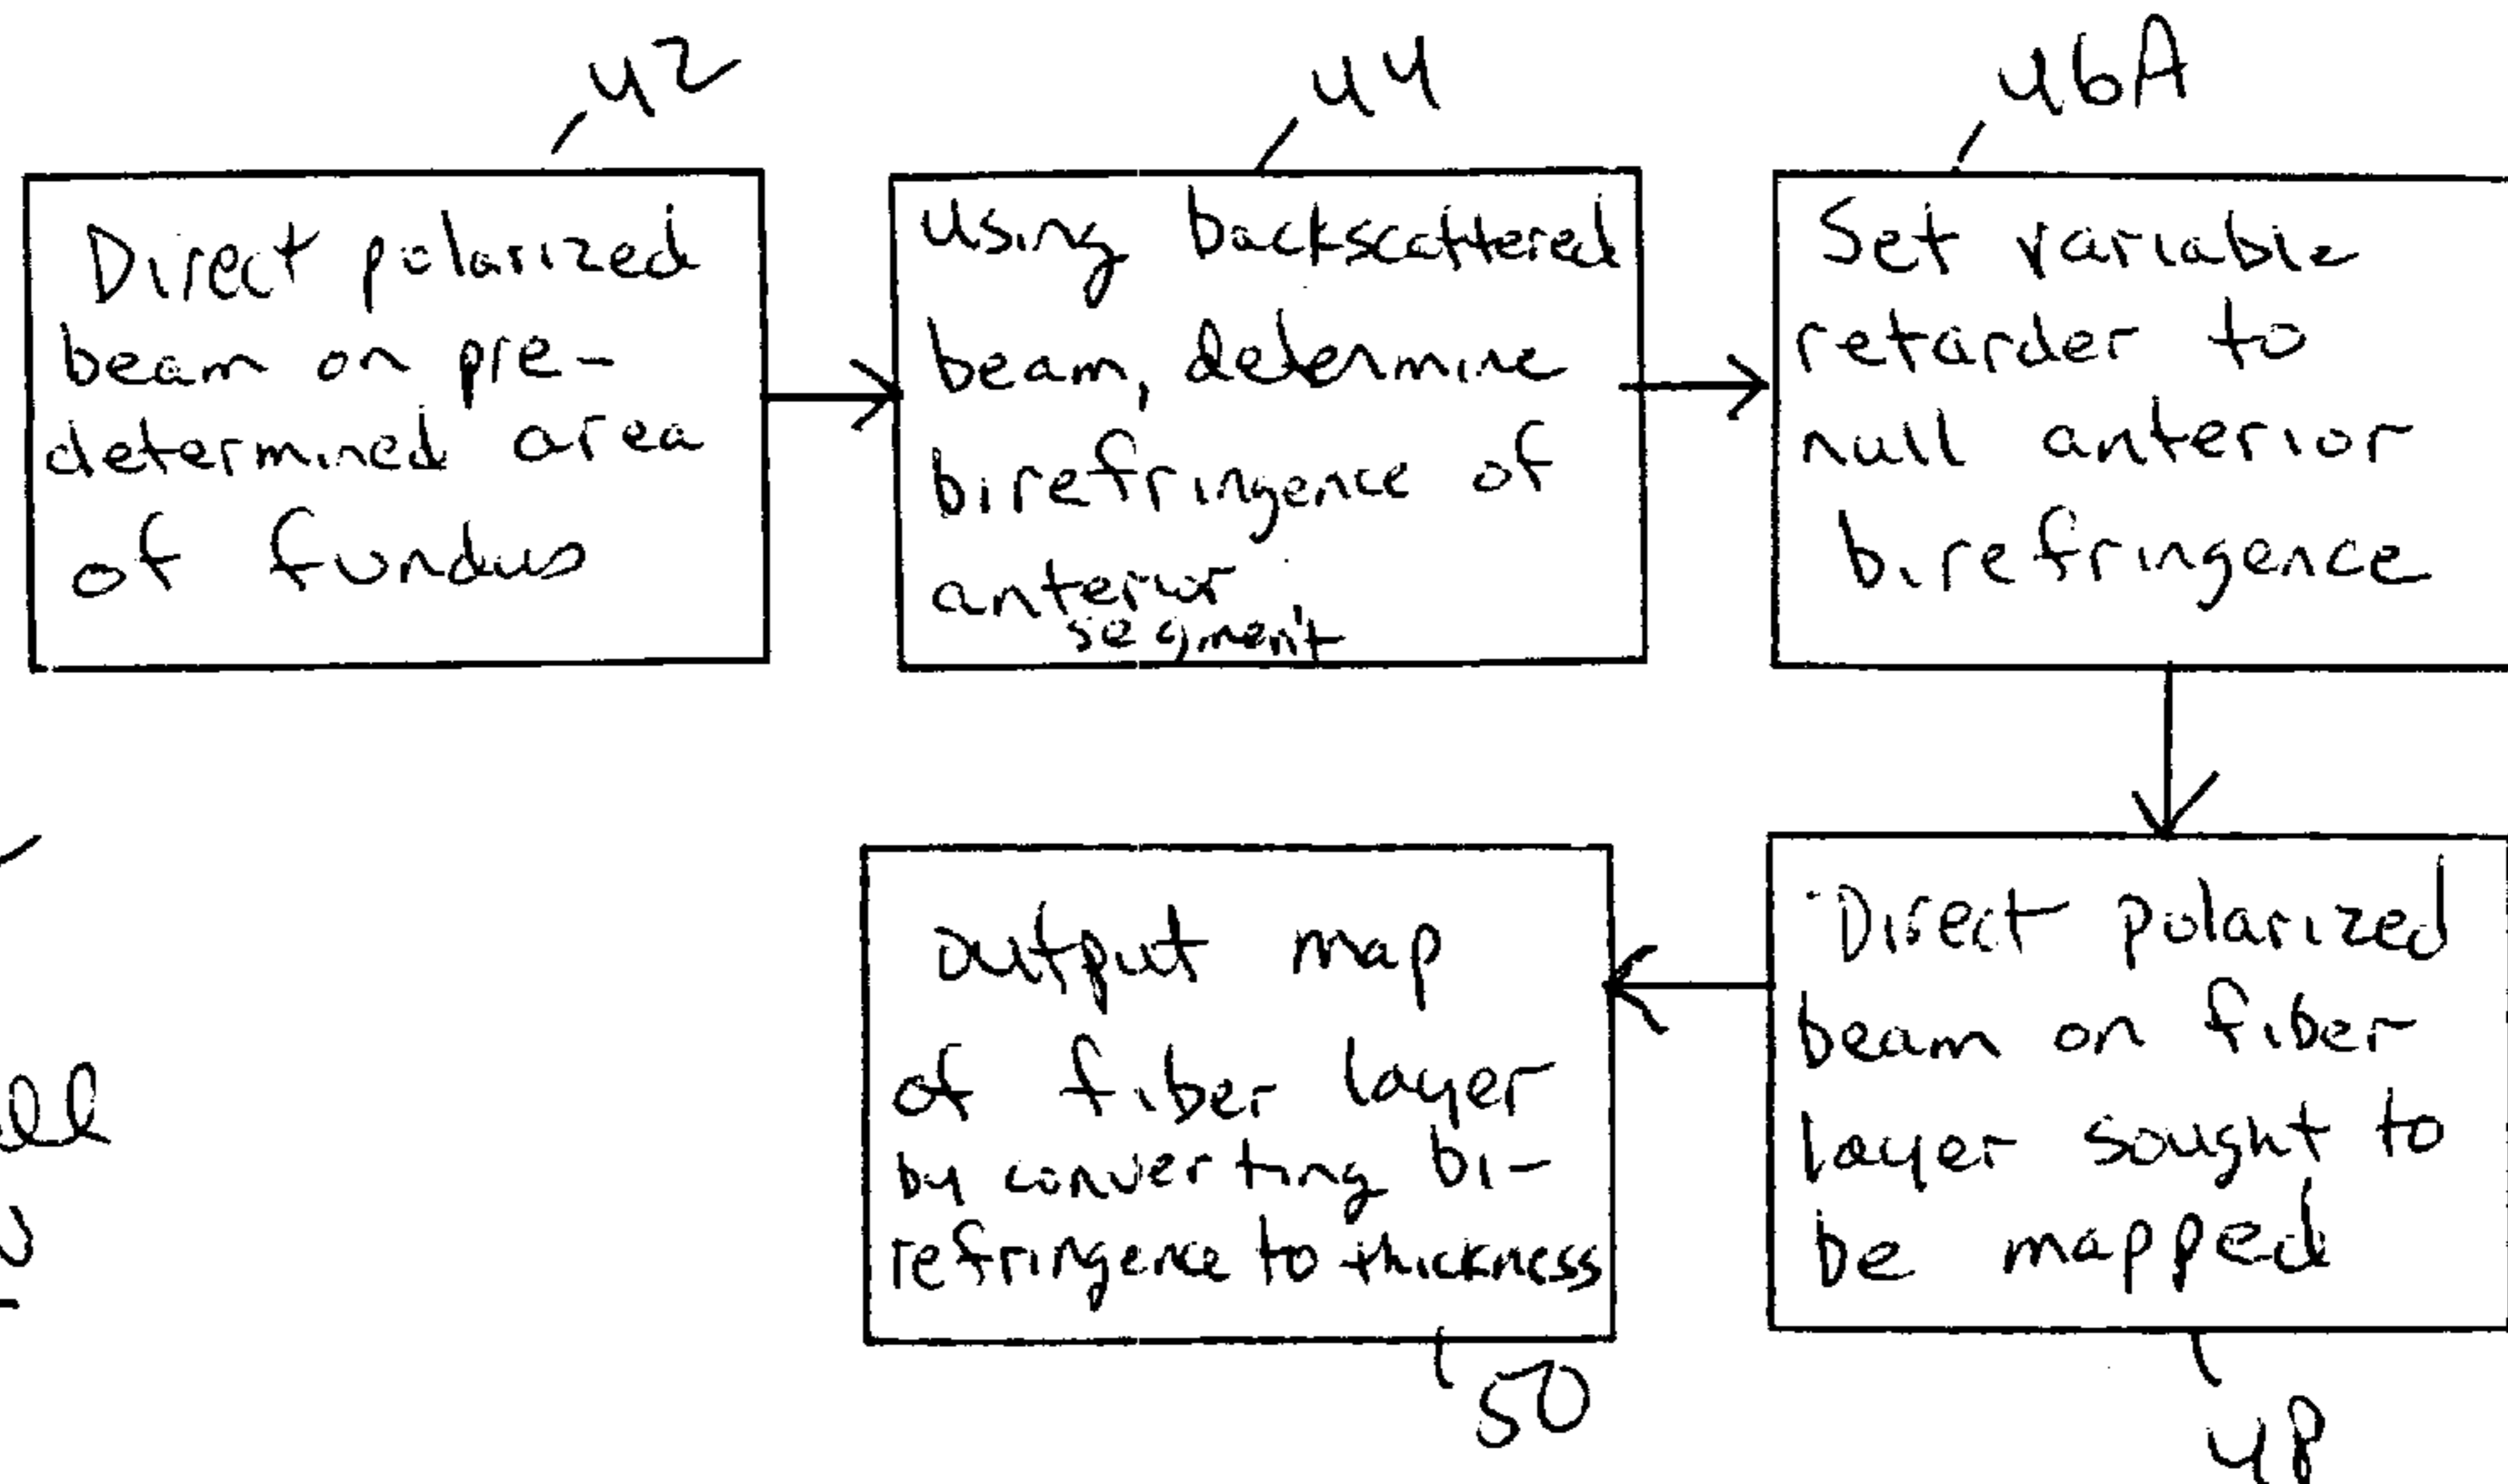 42
44
46A
Direct polarized
beam on pre-
determined area
of fundus
Using backscattered
beam, determine
birefringence of
anterior
segment
Set variable
retarder to
null anterior
birefringence
Output map
of fiber layer
by converting bi-
refringence to thickness
Direct polarized
beam on fiber
layer sought to
be mapped
50
48